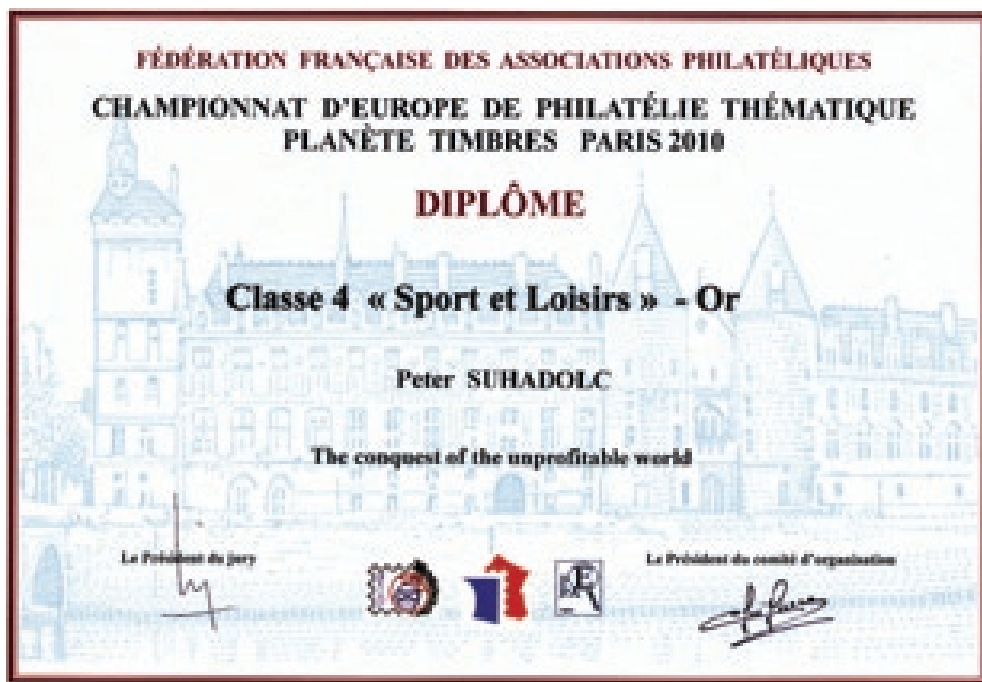 FÉDÉRATION FRANÇAISE DES ASSOCIATIONS PHILATÉLIQUES
CHAMPIONNAT D'EUROPE DE PHILATÉLIE THÉMATIQUE
PLANÈTE TIMBRES PARIS 2010
DIPLÔME
Classe 4 « Sport et Loisirs » - Or
Peter SUHADOLC
The conquest of the unprofitable world
Le Président du jury
Le Président du comité d'organisation